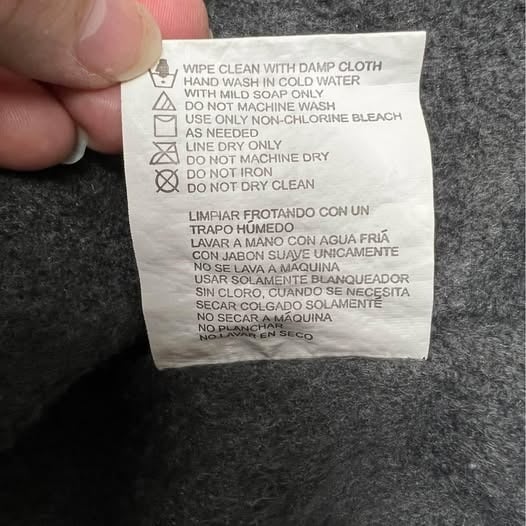 WIPE CLEAN WITH DAMP CLOTH
HAND WASH IN COLD WATER
WITH MILD SOAP ONLY
DO NOT MACHINE WASH
USE ONLY NON-CHLORINE BLEACH
AS NEEDED
LINE DRY ONLY
DO NOT MACHINE DRY
DO NOT IRON
DO NOT DRY CLEAN
LIMPIAR FROTANDO CON UN
TRAPO HÚMEDO
LAVAR A MANO CON AGUA FRIÁ
CON JABON SUAVE UNICAMENTE
NO SE LAVA A MÁQUINA
USAR SOLAMENTE BLANQUEADOR
SIN CLORO, CUANDO SE NECESITA
SECAR COLGADO SOLAMENTE
NO SECAR A MÁQUINA
NO PLANCHAR
NO LAVAR EN SECO